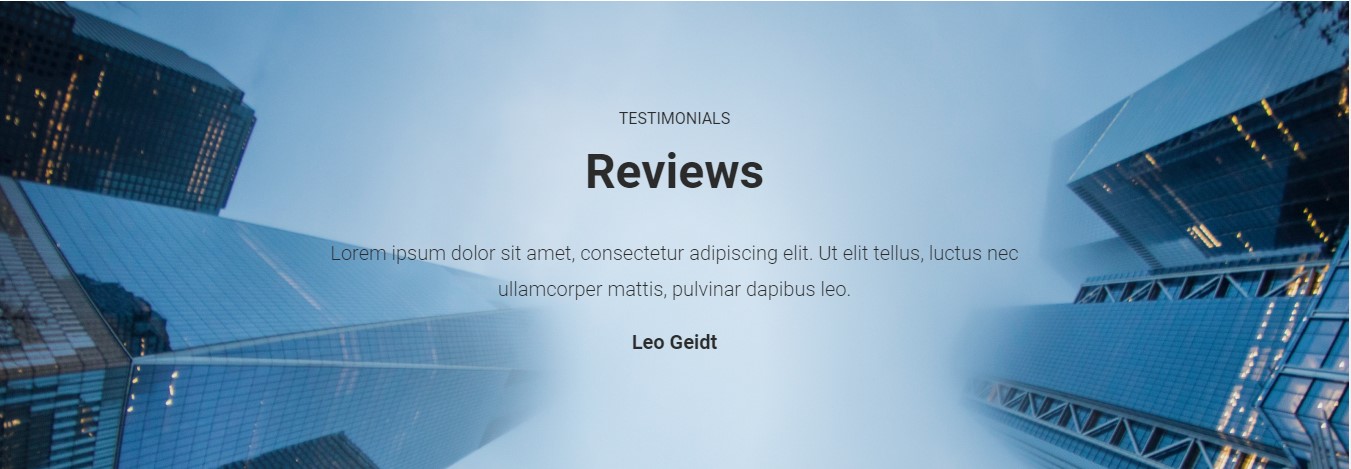 TESTIMONIALS
Reviews
Lorem ipsum dolor sit amet, consectetur adipiscing elit. Ut elit tellus, luctus nec
ullamcorper mattis, pulvinar dapibus leo.
Leo Geidt